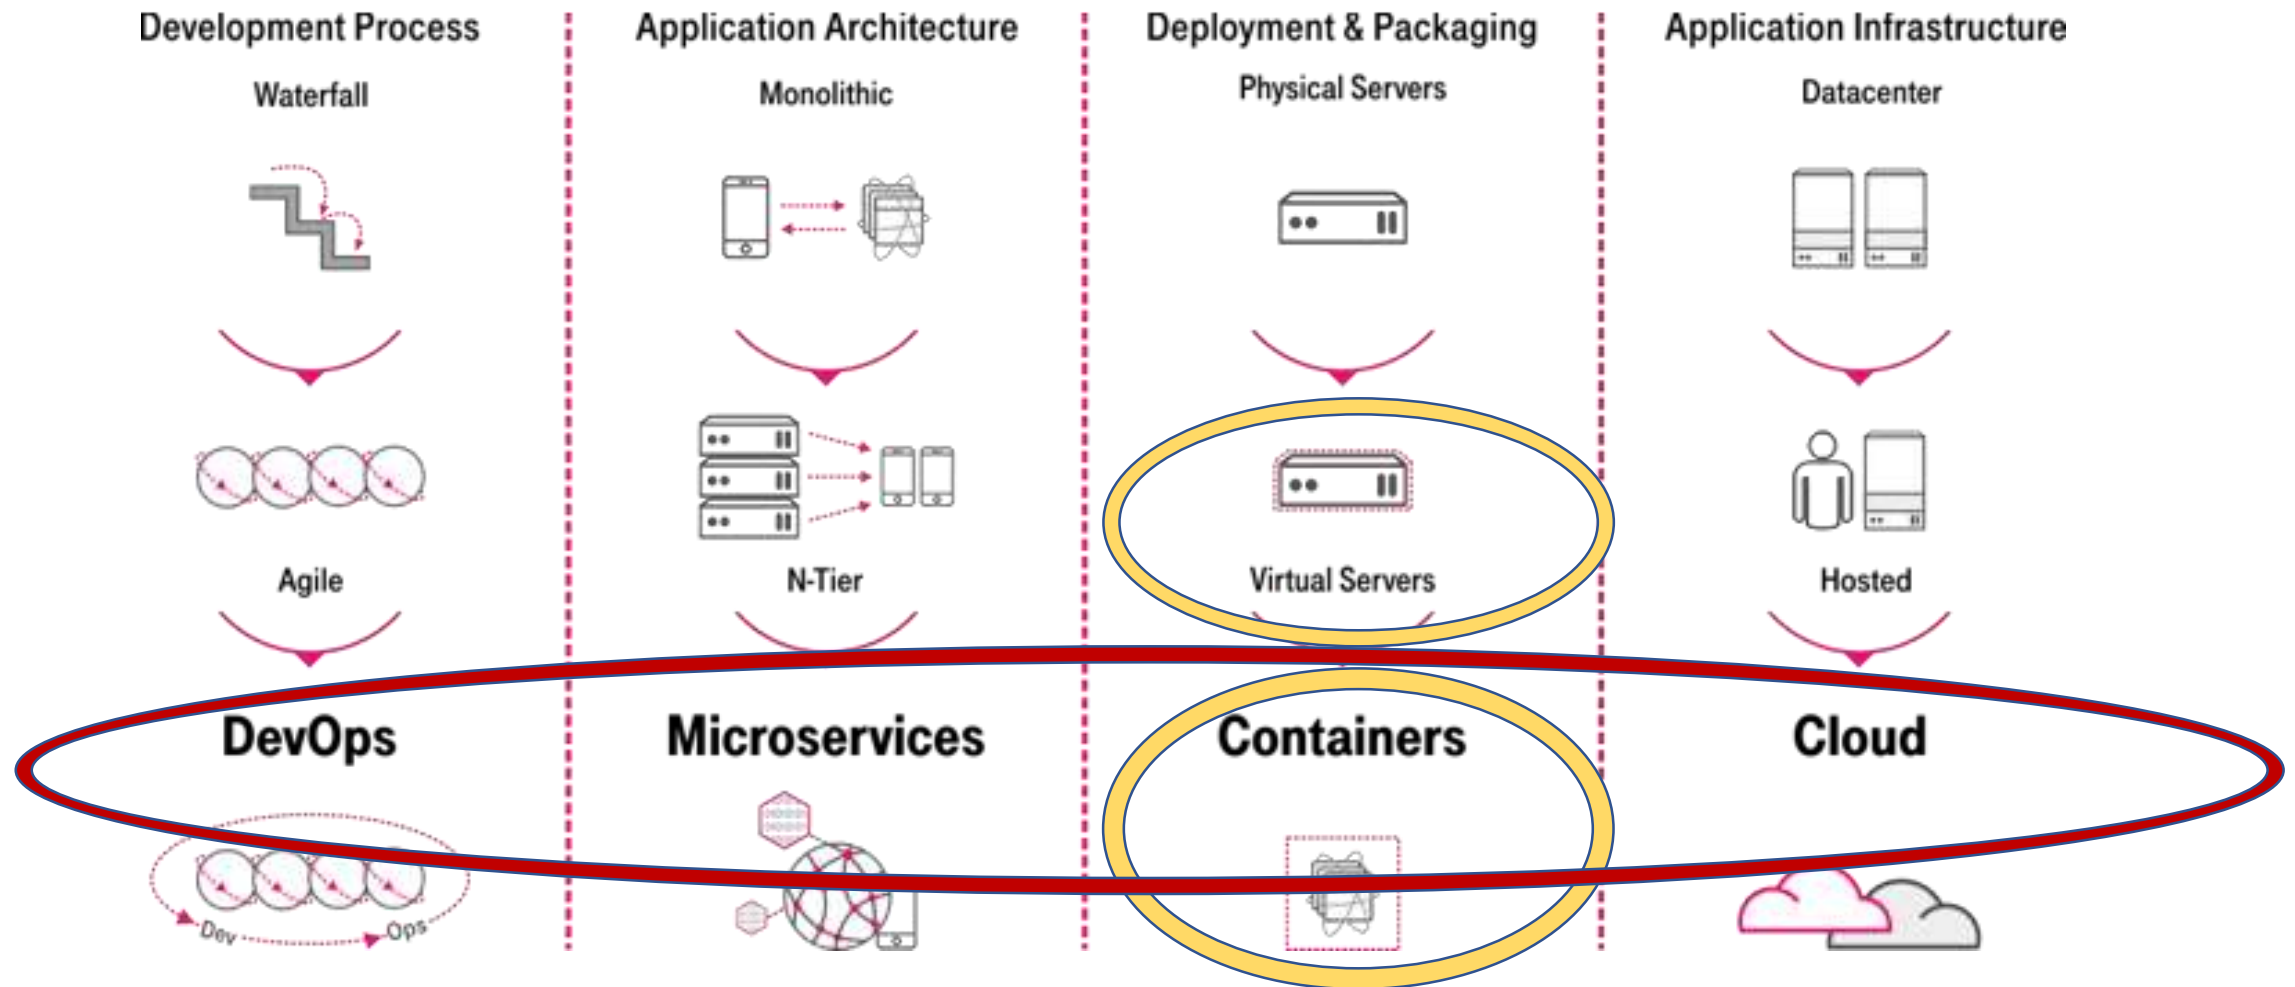 Development Process
Application Architecture
Deployment & Packaging
Application Infrastructure
Waterfall
Monolithic
Physical Servers
Datacenter
Agile
N-Tier
Virtual Servers
Hosted
DevOps
Microservices
Containers
Cloud
Dev
Ops